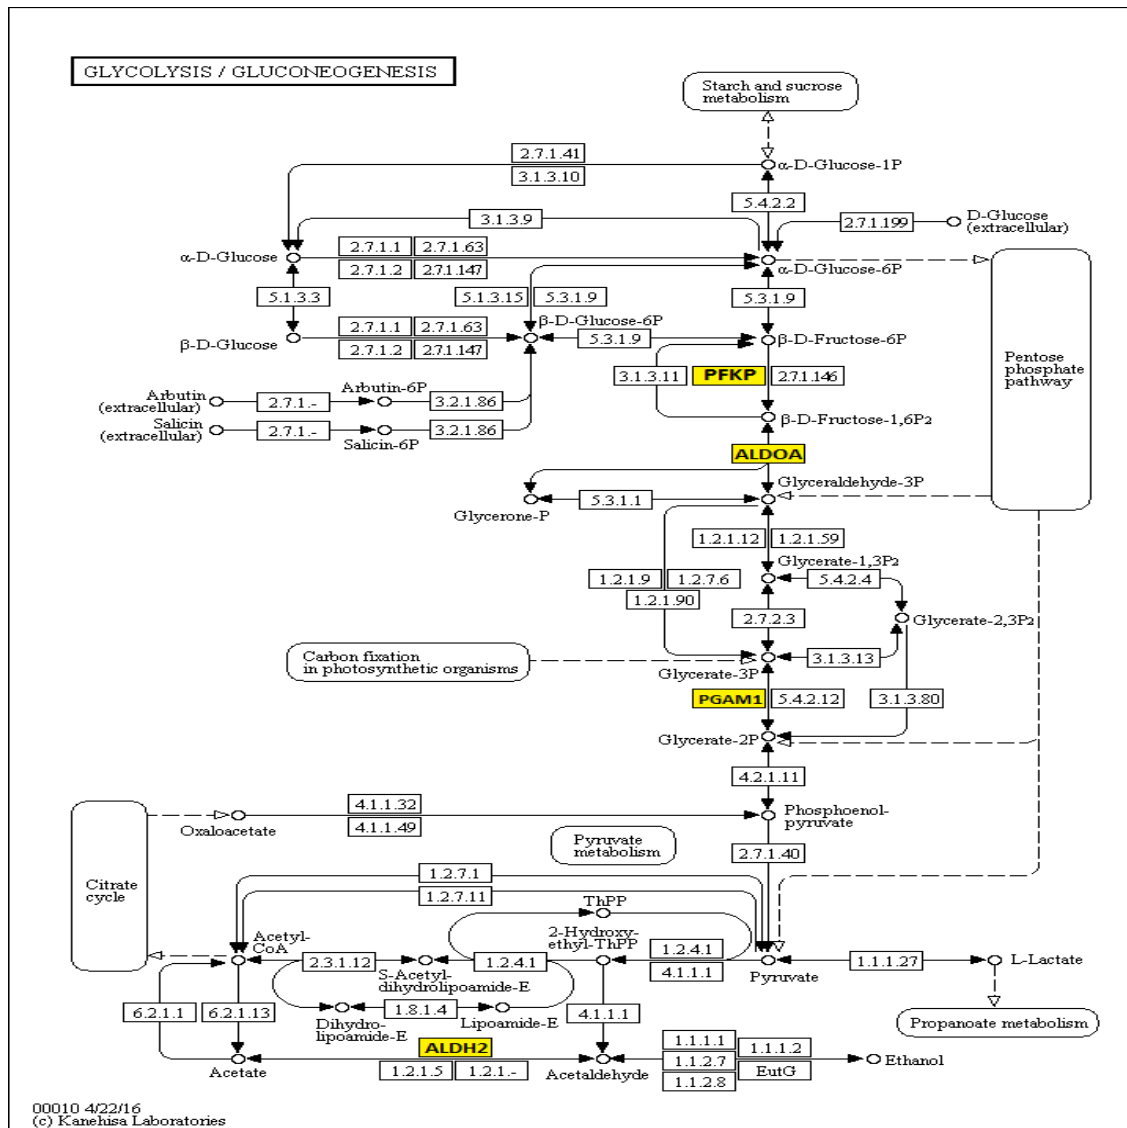 GLYCOLYSIS / GLUCONEOGENESIS
Starch and sucrose
metabolism
2.7.1.41
3.1.3.10
α-D-Glucose-1P
5.4.2.2
3.1.3.9
2.7.1.199
D-Glucose
(extracellular)
α-D-Glucose
2.7.1.1
2.7.1.63
2.7.1.2
2.7.1.147
α-D-Glucose-6P
5.1.3.3
5.1.3.15
5.3.1.9
5.3.1.9
β-D-Glucose
2.7.1.1
2.7.1.63
2.7.1.2
2.7.1.147
β-D-Glucose-6P
5.3.1.9
β-D-Fructose-6P
Pentose
phosphate
pathway
3.1.3.11
PFKP
2.7.1.146
Arbutin
(extracellular)
2.7.1.-
Arbutin-6P
3.2.1.86
Salicin
(extracellular)
2.7.1.-
Salicin-6P
3.2.1.86
β-D-Fructose-1,6P2
ALDOA
Glyceraldehyde-3P
Glycerone-P
5.3.1.1
1.2.1.12
1.2.1.59
Glycerate-1,3P2
1.2.1.9
1.2.7.6
1.2.1.90
5.4.2.4
2.7.2.3
Glycerate-2,3P2
Carbon fixation
in photosynthetic organisms
3.1.3.13
Glycerate-3P
PGAM1
5.4.2.12
3.1.3.80
Glycerate-2P
4.2.1.11
4.1.1.32
Oxaloacetate
4.1.1.49
Phosphoenol-
pyruvate
Pyruvate
metabolism
2.7.1.40
Citrate
cycle
1.2.7.1
1.2.7.11
ThPP
Acetyl-
CoA
2-Hydroxy-
ethyl-ThPP
2.3.1.12
S-Acetyl-
dihydrolipoamide-E
1.2.4.1
1.2.4.1
4.1.1.1
Pyruvate
1.1.1.27
L-Lactate
6.2.1.1
6.2.1.13
Dihydro-
lipoamide-E
1.8.1.4
Lipoamide-E
4.1.1.1
Propanoate metabolism
ALDH2
Acetate
1.2.1.5
1.2.1.-
Acetaldehyde
1.1.1.1
1.1.2.7
1.1.2.8
1.1.1.2
EutG
Ethanol
00010 4/22/16
(c) Kanehisa Laboratories